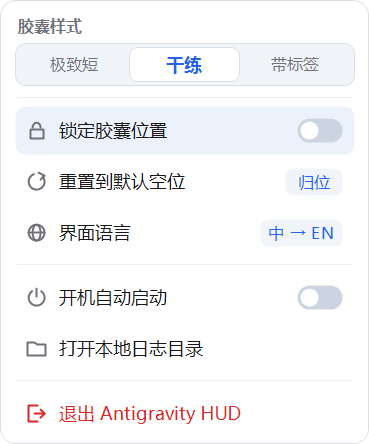 胶囊样式
极致短 干练 带标签
锁定胶囊位置
重置到默认空位 归位
界面语言 中 → EN
开机自动启动
打开本地日志目录
退出 Antigravity HUD